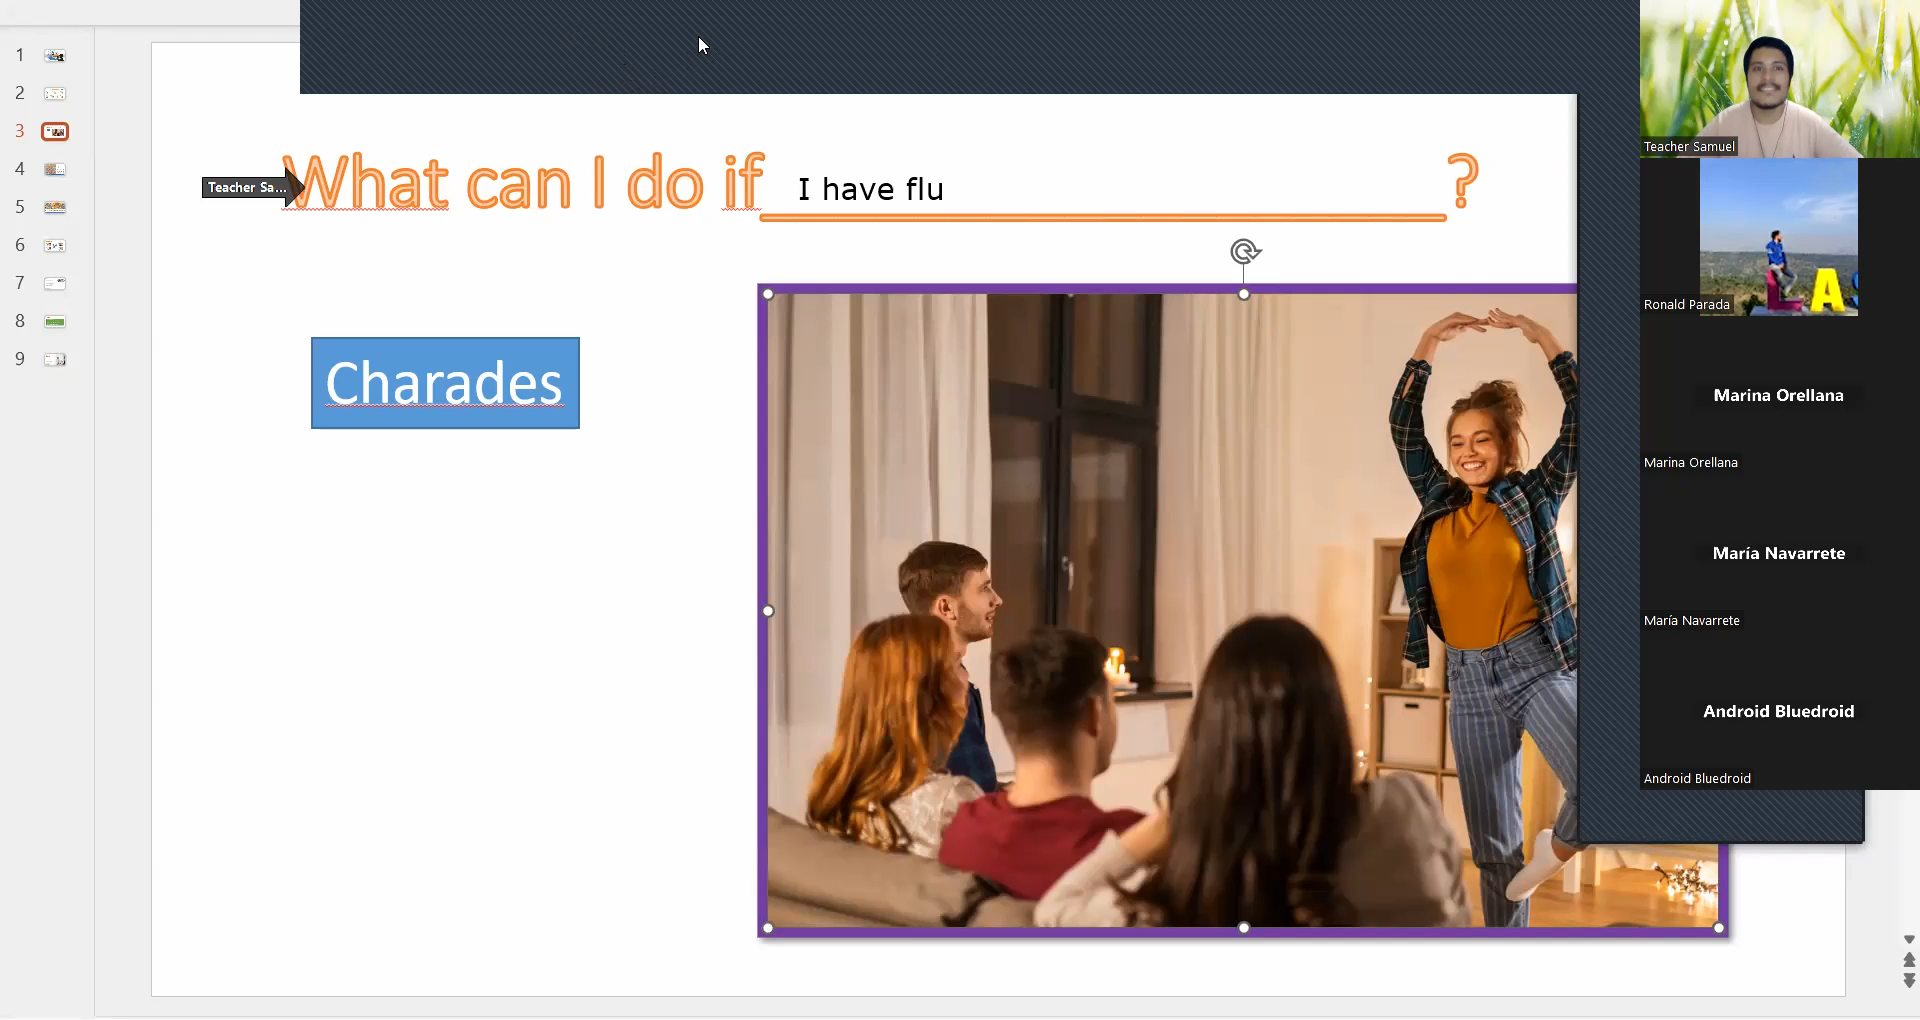 1
2
3
4
5
6
7
8
9
Teacher Sa...
What can I do if I have flu ?
Charades
Teacher Samuel
Ronald Parada
Marina Orellana
Marina Orellana
María Navarrete
María Navarrete
Android Bluedroid
Android Bluedroid